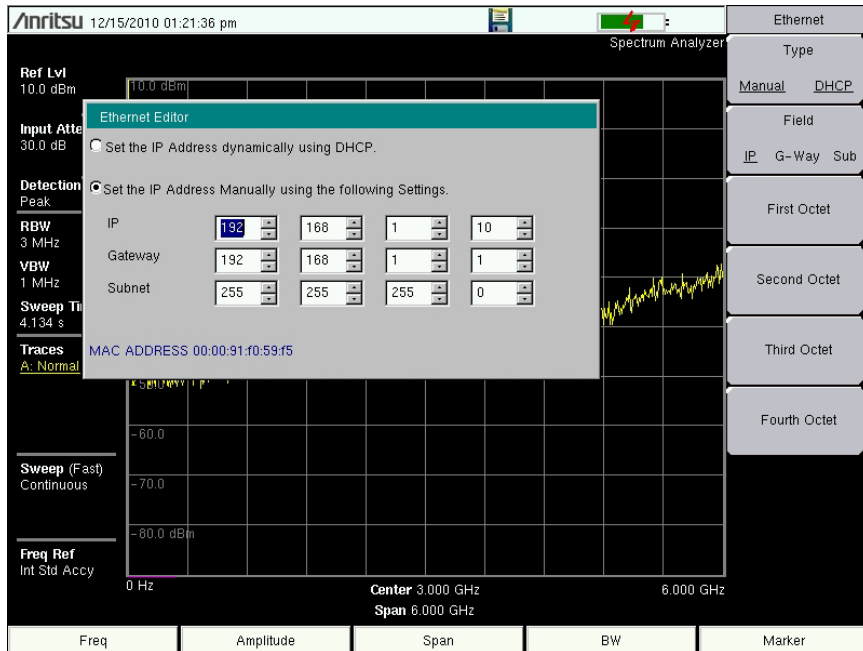 /Inritsu 12/15/2010 01:21:36 pm
Spectrum Analyzer
Ref Lvl
10.0 dBm
Input Atte
30.0 dB
Detection
Peak
RBW
3 MHz
VBW
1 MHz
Sweep Ti
4.134 s
Traces
A: Normal
Sweep (Fast)
Continuous
Freq Ref
Int Std Accy
10.0 dBm
Ethernet Editor
Set the IP Address dynamically using DHCP.
Set the IP Address Manually using the following Settings.
IP 192 168 1 10
Gateway 192 168 1 1
Subnet 255 255 255 0
MAC ADDRESS 00:00:91:f0:59:f5
-60.0
-70.0
-80.0 dBm
0 Hz
Center 3.000 GHz
6.000 GHz
Span 6.000 GHz
Ethernet
Type
Manual DHCP
Field
IP G-Way Sub
First Octet
Second Octet
Third Octet
Fourth Octet
Freq
Amplitude
Span
BW
Marker